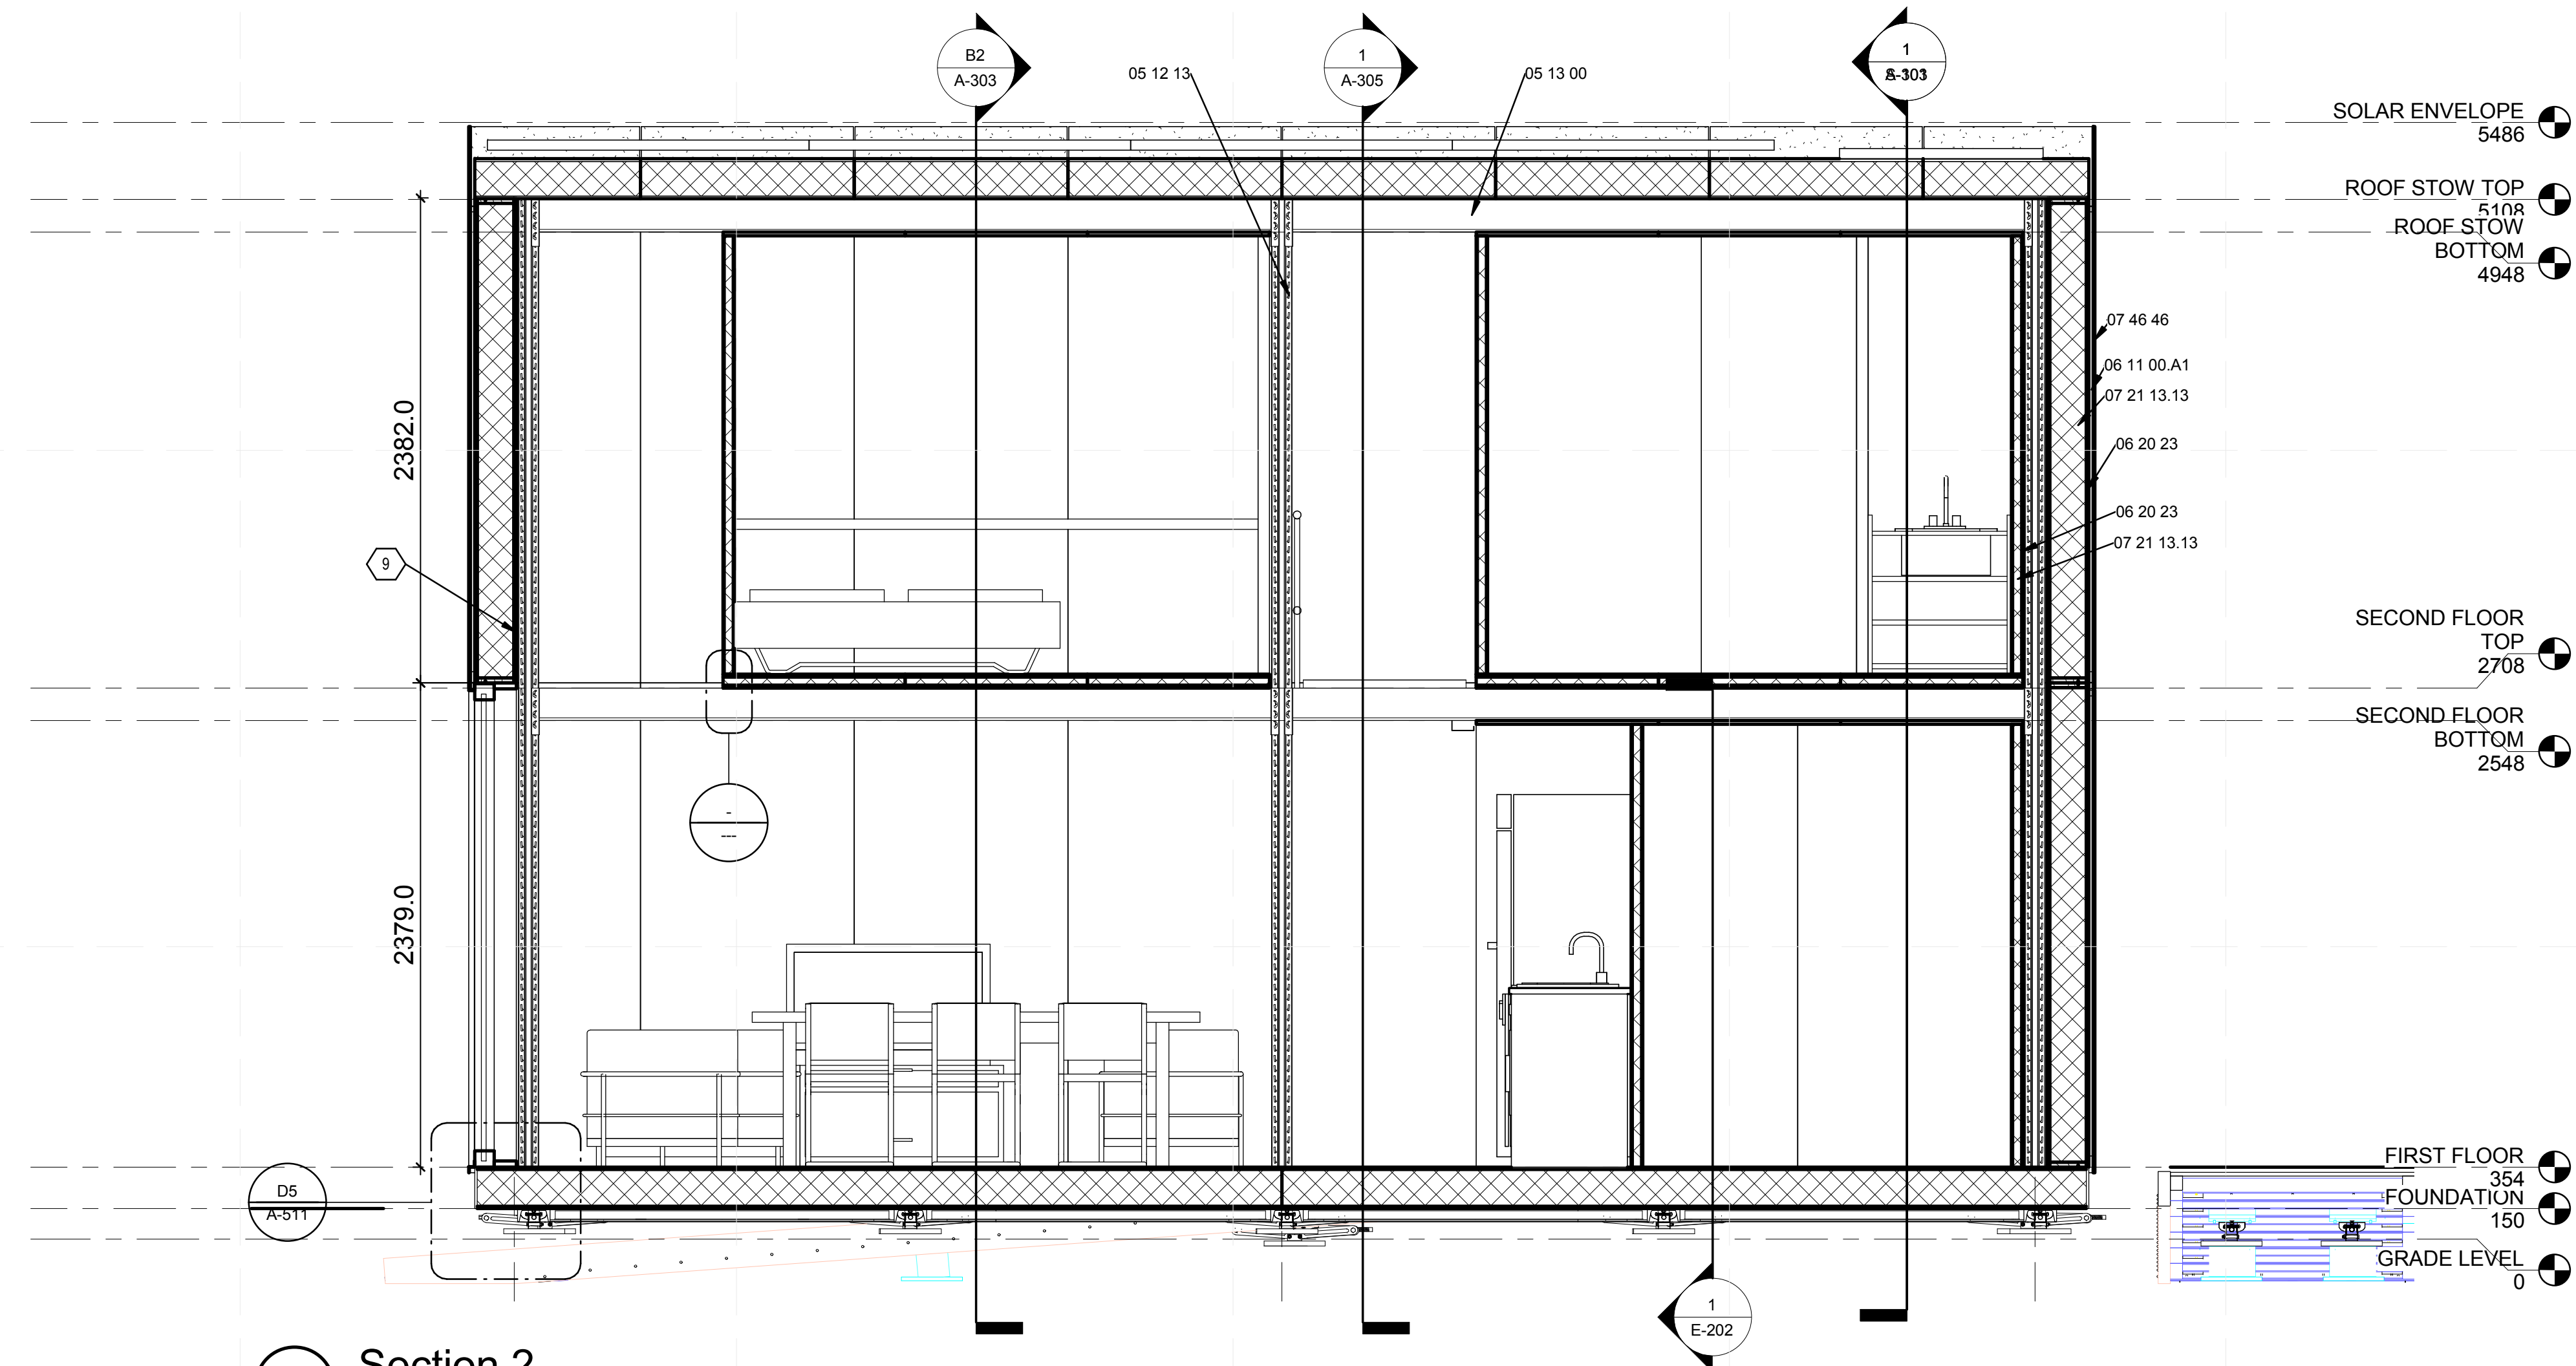 B2
A-303
05 12 13
1
A-305
05 13 00
1
SOLAR ENVELOPE
5486
ROOF STOW TOP
5108
ROOF STOW
BOTTOM
4948
07 46 46
06 11 00.A1
07 21 13.13
2382.0
06 20 23
06 20 23
07 21 13.13
9
SECOND FLOOR
TOP
2708
SECOND FLOOR
BOTTOM
2548
-
---
2379.0
FIRST FLOOR
354
FOUNDATION
150
D5
A-511
GRADE LEVEL
0
1
E-202
Section 2